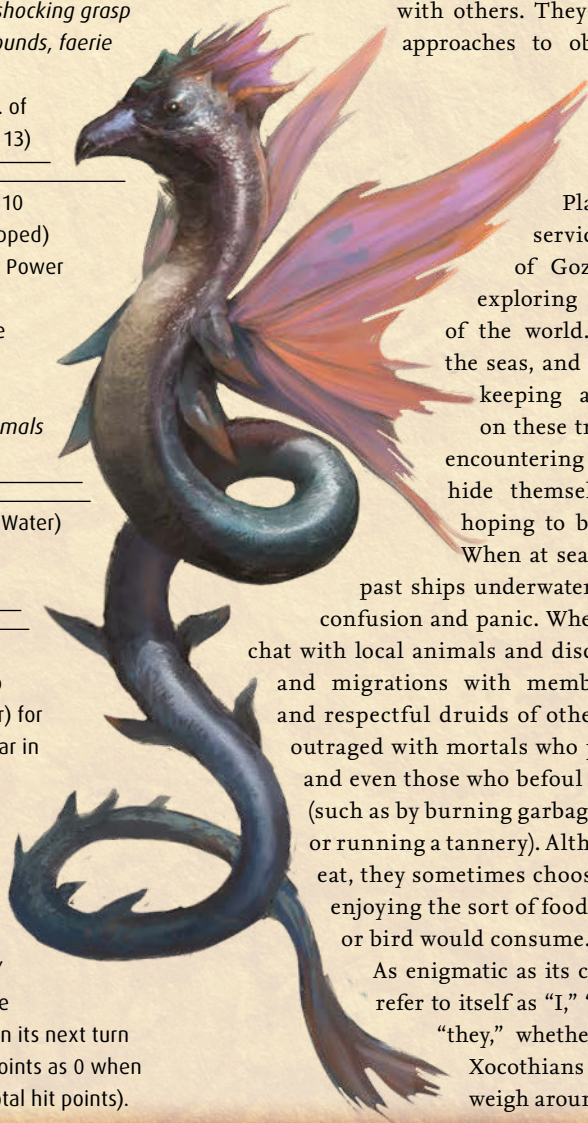 shocking grasp
ounds, faerie
. of
13)
10
oped)
Power
e
mals
Water)
r) for
ar in
y
e
n its next turn
oints as 0 when
otal hit points).
with others. They
approaches to ob
Pla
servic
of Goz
exploring
of the world.
the seas, and
keeping a
on these tr
encountering
hide themsel
hoping to b
When at sea
past ships underwater
confusion and panic. Whe
chat with local animals and disc
and migrations with memb
and respectful druids of othe
outraged with mortals who p
and even those who befoul
(such as by burning garbag
or running a tannery). Alth
eat, they sometimes choos
enjoying the sort of food
or bird would consume.
As enigmatic as its c
refer to itself as “I,” “
“they,” whethe
Xocothians
weigh aroun